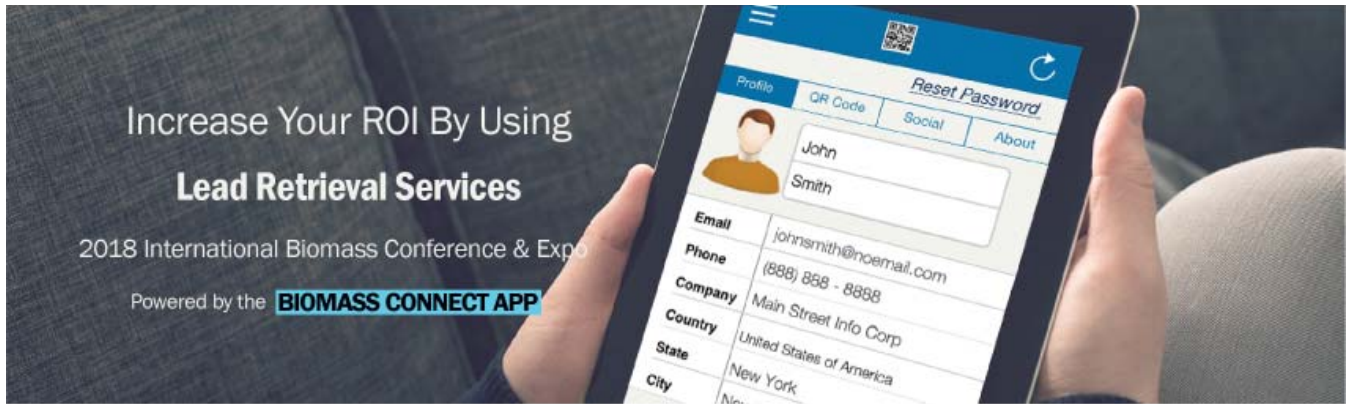 Increase Your ROI By Using
Lead Retrieval Services
2018 International Biomass Conference & Expo
Powered by the BIOMASS CONNECT APP
Reset Password
Profile QR Code Social About
John
Smith
Email johnsmith@noemail.com
Phone (888) 888 - 8888
Company Main Street Info Corp
Country United States of America
State New York
City